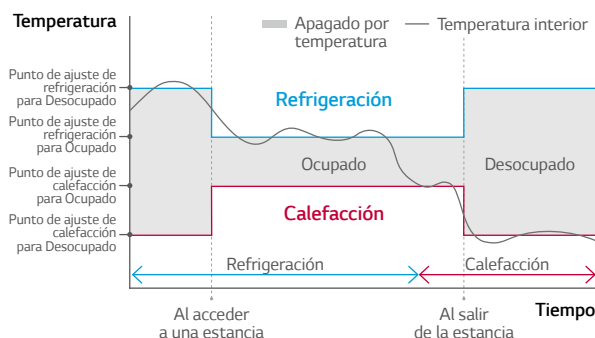 Temperatura
Apagado por
temperatura
Temperatura interior
Punto de ajuste de
refrigeración
para Desocupado
Refrigeración
Punto de ajuste de
refrigeración
para Ocupado
Ocupado
Desocupado
Punto de ajuste de
calefacción
para Ocupado
Calefacción
Punto de ajuste de
calefacción
para Desocupado
Refrigeración
Calefacción
Al acceder
a una estancia
Al salir
de la estancia
Tiempo